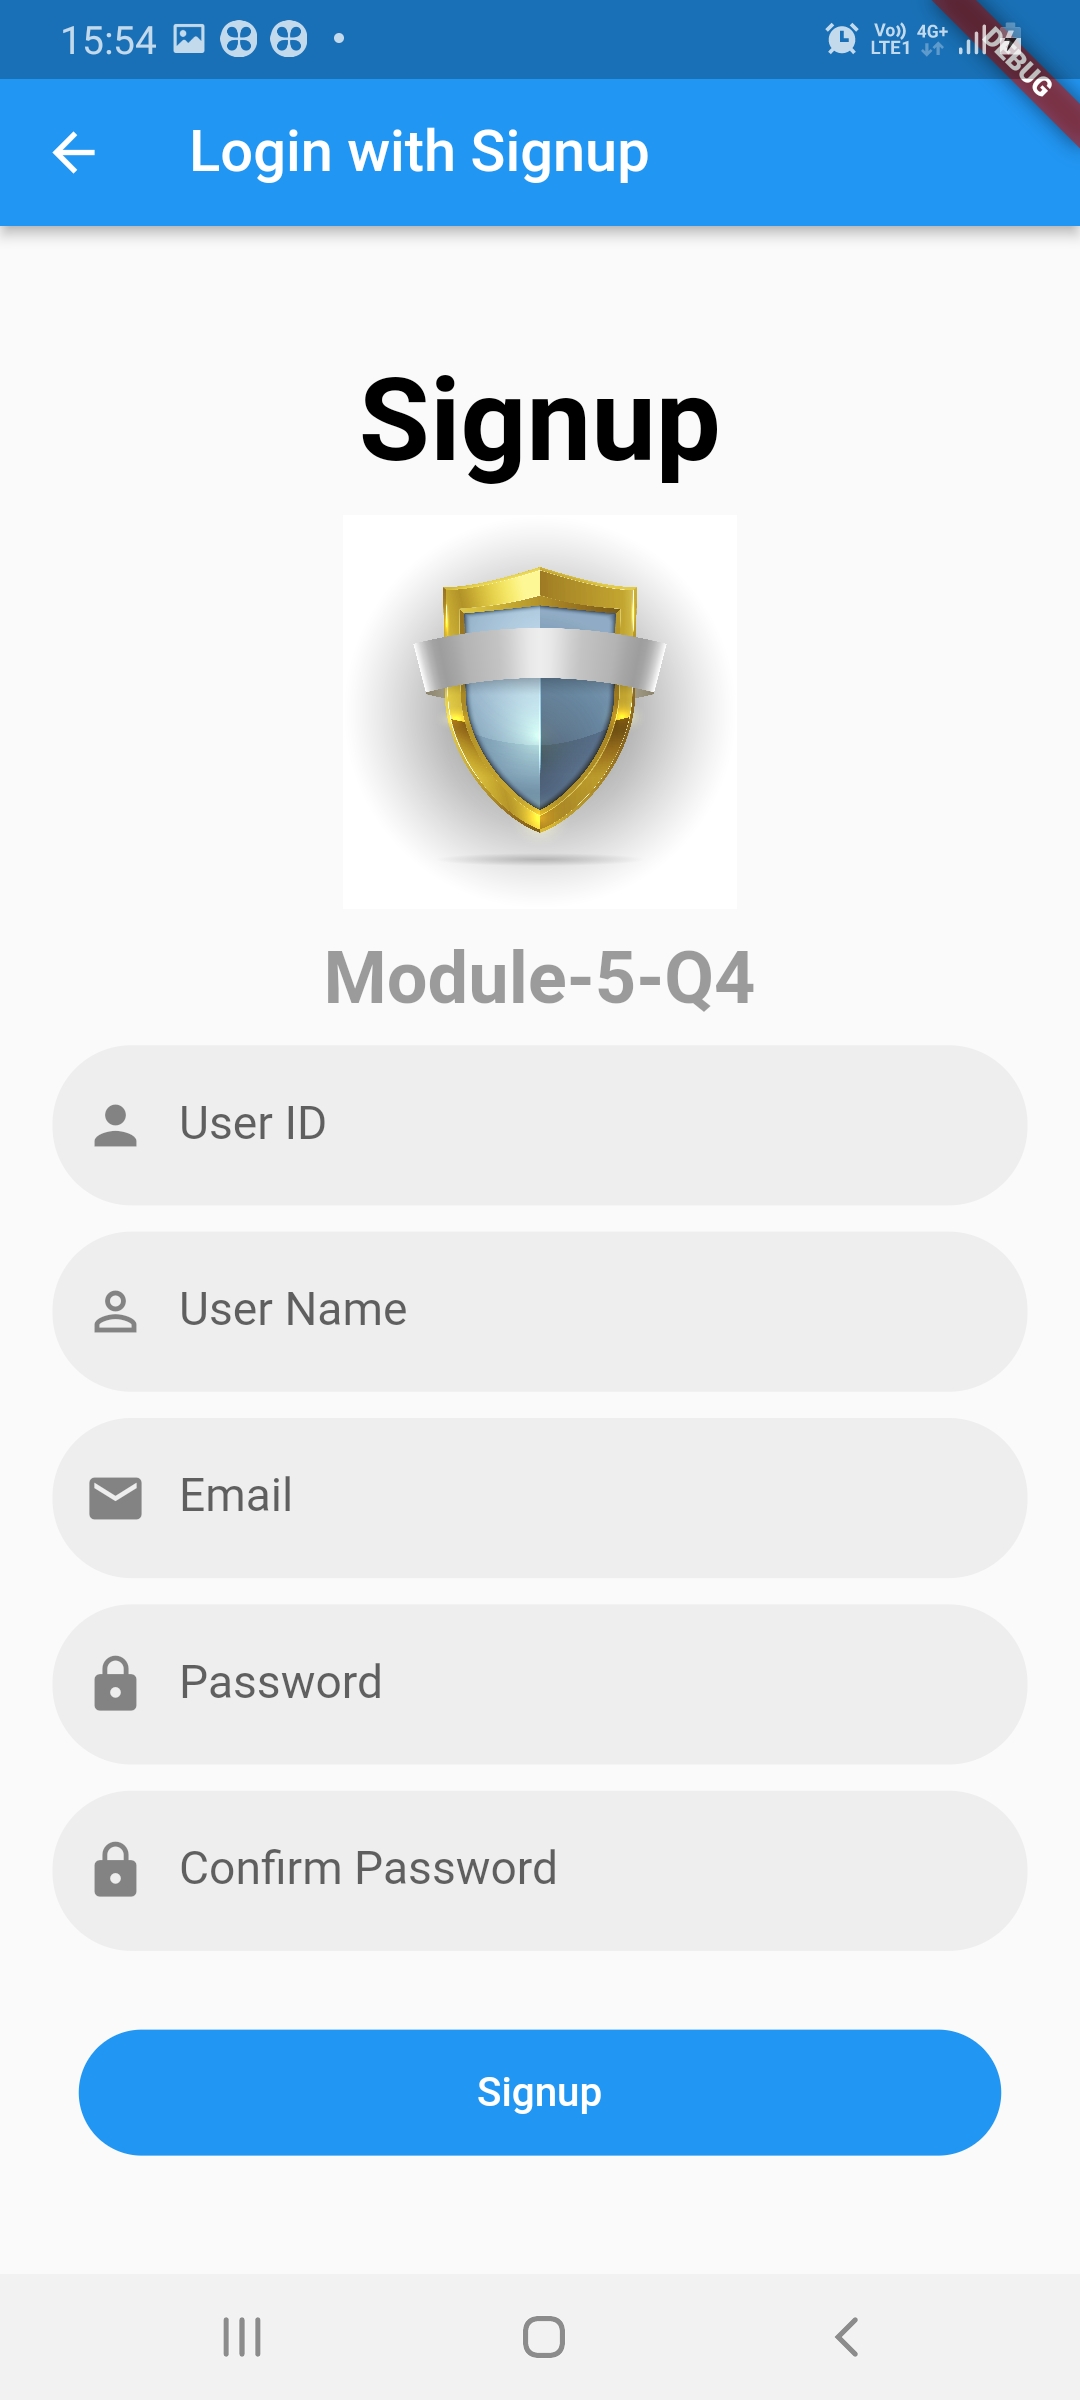 15:54
Vo)) LTE1 4G+
DEBUG
Login with Signup
Signup
Module-5-Q4
User ID
User Name
Email
Password
Confirm Password
Signup